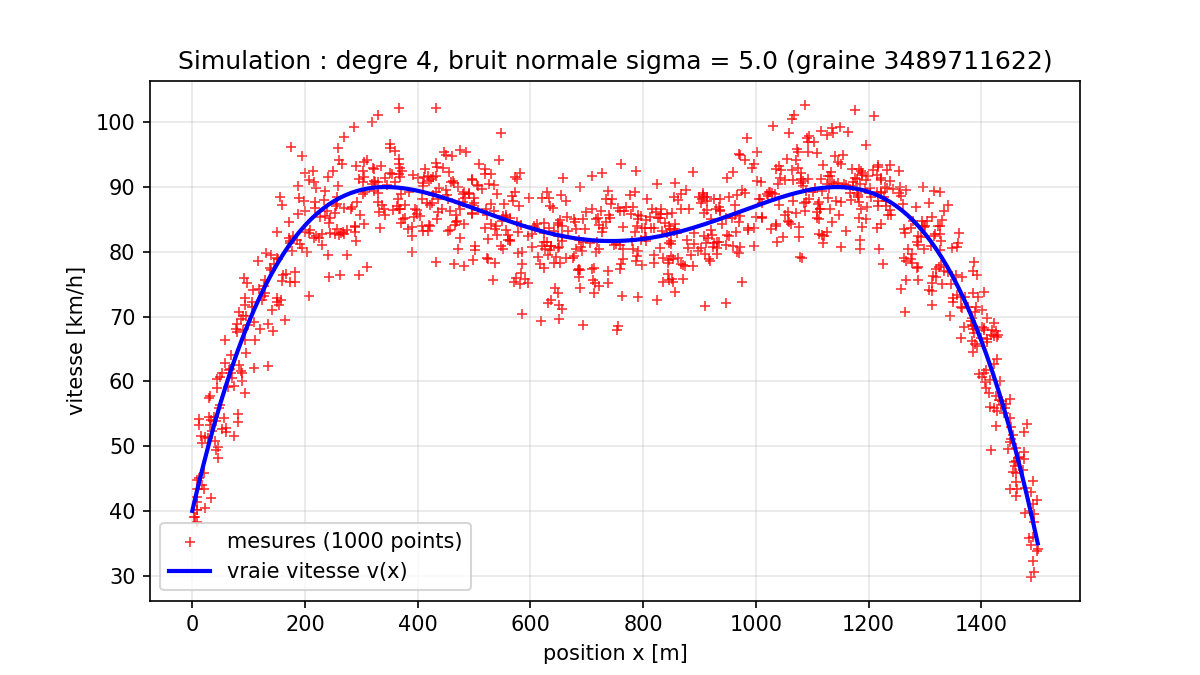 Simulation : degre 4, bruit normale sigma = 5.0 (graine 3489711622)
vitesse [km/h]
100
90
80
70
60
50
40
30
mesures (1000 points)
vraie vitesse v(x)
0 200 400 600 800 1000 1200 1400
position x [m]